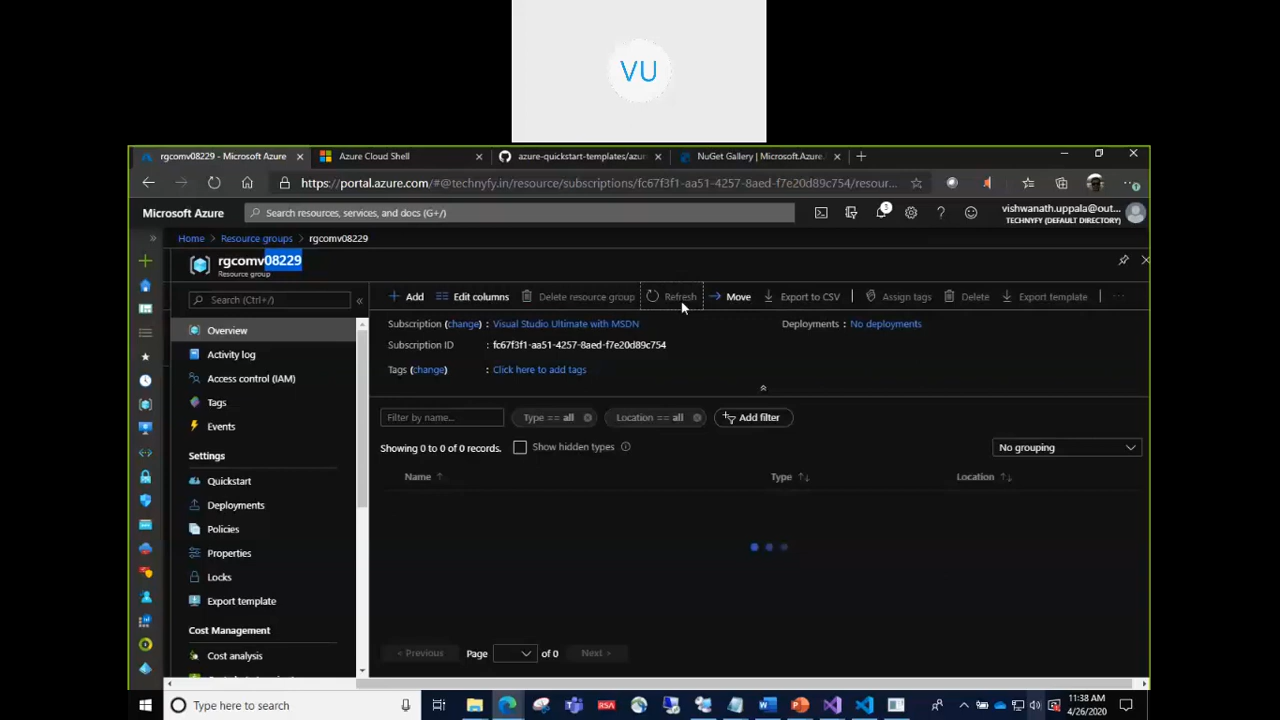 VU
rgcomv08229 - Microsoft Azure
Azure Cloud Shell
azure-quickstart-templates/azur
NuGet Gallery | Microsoft.Azure.
https://portal.azure.com/#@technyfy.in/resource/subscriptions/fc67f3f1-aa51-4257-8aed-f7e20d89c754/resour...
Microsoft Azure
Search resources, services, and docs (G+/)
3
vishwanath.uppala@out...
TECHNYFY (DEFAULT DIRECTORY)
Home > Resource groups > rgcomv08229
rgcomv08229
Resource group
Search (Ctrl+/)
Overview
Activity log
Access control (IAM)
Tags
Events
Settings
Quickstart
Deployments
Policies
Properties
Locks
Export template
Cost Management
Cost analysis
Add
Edit columns
Delete resource group
Refresh
Move
Export to CSV
Assign tags
Delete
Export template
Subscription (change) : Visual Studio Ultimate with MSDN
Deployments : No deployments
Subscription ID : fc67f3f1-aa51-4257-8aed-f7e20d89c754
Tags (change) : Click here to add tags
Filter by name...
Type == all
Location == all
Add filter
Showing 0 to 0 of 0 records.
Show hidden types
No grouping
Name
Type
Location
< Previous
Page
of 0
Next >
Type here to search
RSA
11:38 AM
4/26/2020